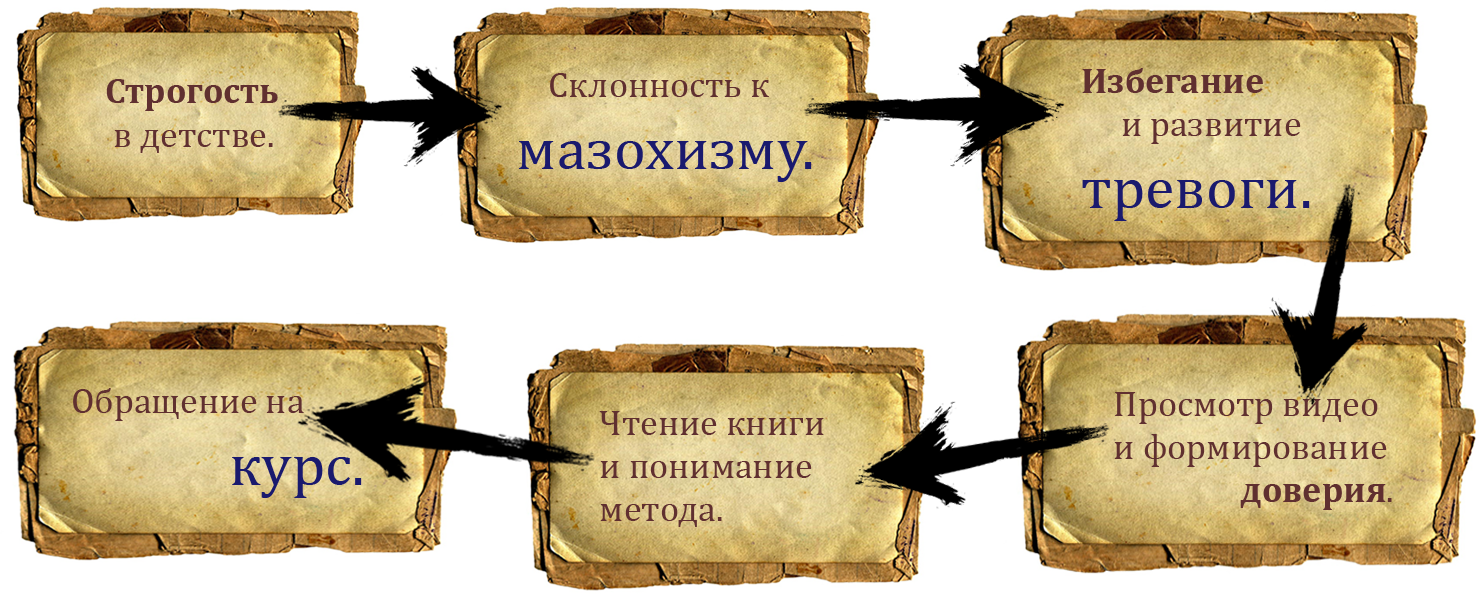 Строгость
в детстве.
Склонность к
мазохизму.
Избегание
и развитие
тревоги.
Просмотр видео
и формирование
доверия.
Чтение книги
и понимание
метода.
Обращение на
курс.